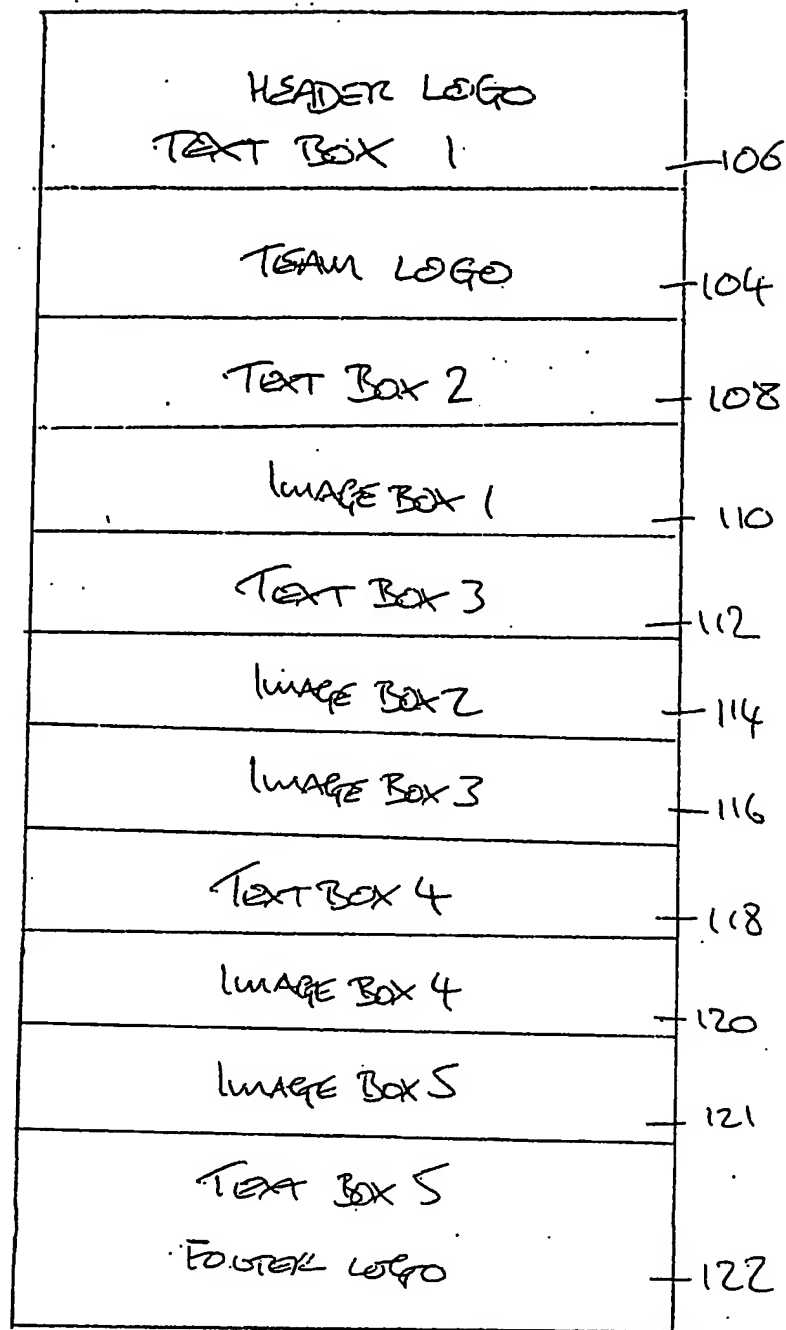 HEADER LOGO
TEXT BOX 1
106
TEAM LOGO
104
TEXT BOX 2
108
IMAGE BOX 1
110
TEXT BOX 3
112
IMAGE BOX 2
114
IMAGE BOX 3
116
TEXT BOX 4
118
IMAGE BOX 4
120
IMAGE BOX 5
121
TEXT BOX 5
FOOTER LOGO
122